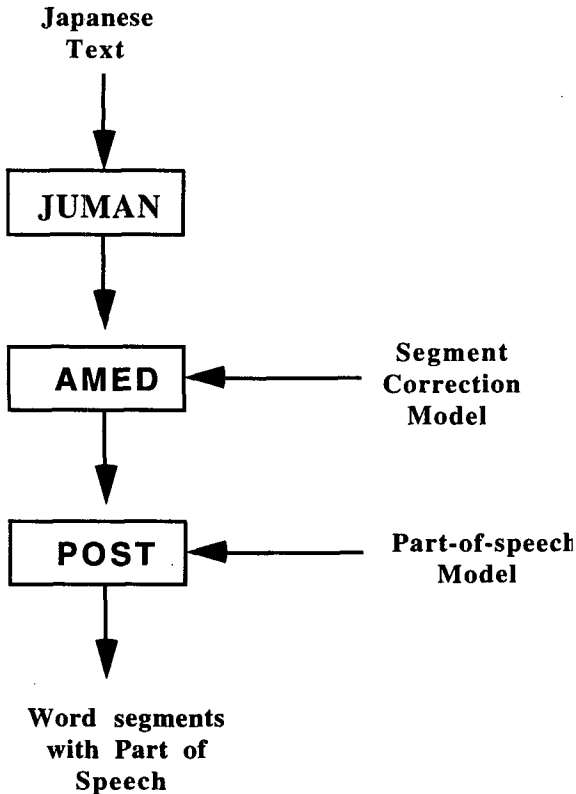 Japanese
Text
JUMAN
AMED
Segment
Correction
Model
POST
Part-of-speech
Model
Word segments
with Part of
Speech